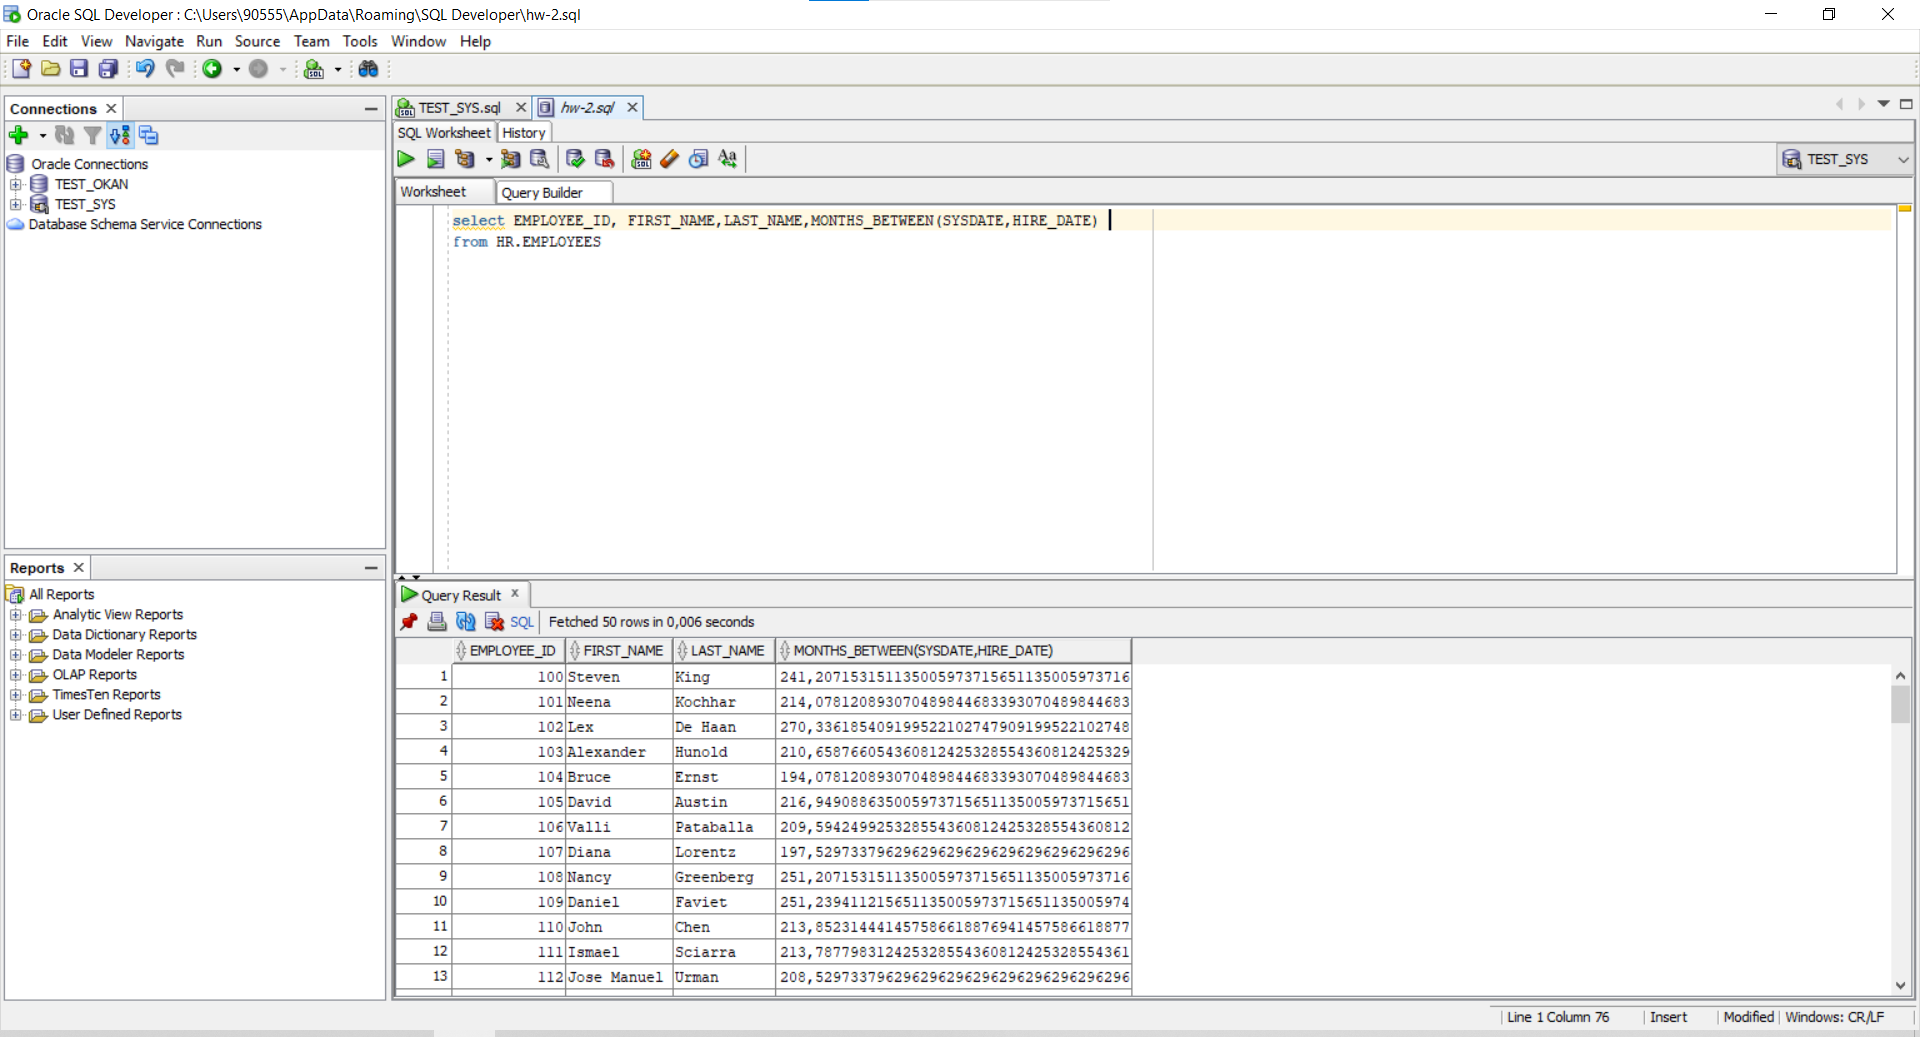 Oracle SQL Developer : C:\Users\90555\AppData\Roaming\SQL Developer\hw-2.sql
File Edit View Navigate Run Source Team Tools Window Help
Connections
Oracle Connections
TEST_OKAN
TEST_SYS
Database Schema Service Connections
Reports
All Reports
Analytic View Reports
Data Dictionary Reports
Data Modeler Reports
OLAP Reports
TimesTen Reports
User Defined Reports
TEST_SYS.sql hw-2.sql
SQL Worksheet History
TEST_SYS
Worksheet Query Builder
select EMPLOYEE_ID, FIRST_NAME,LAST_NAME,MONTHS_BETWEEN(SYSDATE,HIRE_DATE)
from HR.EMPLOYEES
Query Result
SQL Fetched 50 rows in 0,006 seconds
EMPLOYEE_ID FIRST_NAME LAST_NAME MONTHS_BETWEEN(SYSDATE,HIRE_DATE)
1 100 Steven King 241,207153151135005973715651135005973716
2 101 Neena Kochhar 214,078120893070489844683393070489844683
3 102 Lex De Haan 270,336185409199522102747909199522102748
4 103 Alexander Hunold 210,658766054360812425328554360812425329
5 104 Bruce Ernst 194,078120893070489844683393070489844683
6 105 David Austin 216,949088635005973715651135005973715651
7 106 Valli Pataballa 209,594249925328554360812425328554360812
8 107 Diana Lorentz 197,529733796296296296296296296296296296
9 108 Nancy Greenberg 251,207153151135005973715651135005973716
10 109 Daniel Faviet 251,239411215651135005973715651135005974
11 110 John Chen 213,852314441457586618876941457586618877
12 111 Ismael Sciarra 213,787798312425328554360812425328554361
13 112 Jose Manuel Urman 208,529733796296296296296296296296296296
Line 1 Column 76 Insert Modified Windows: CR/LF